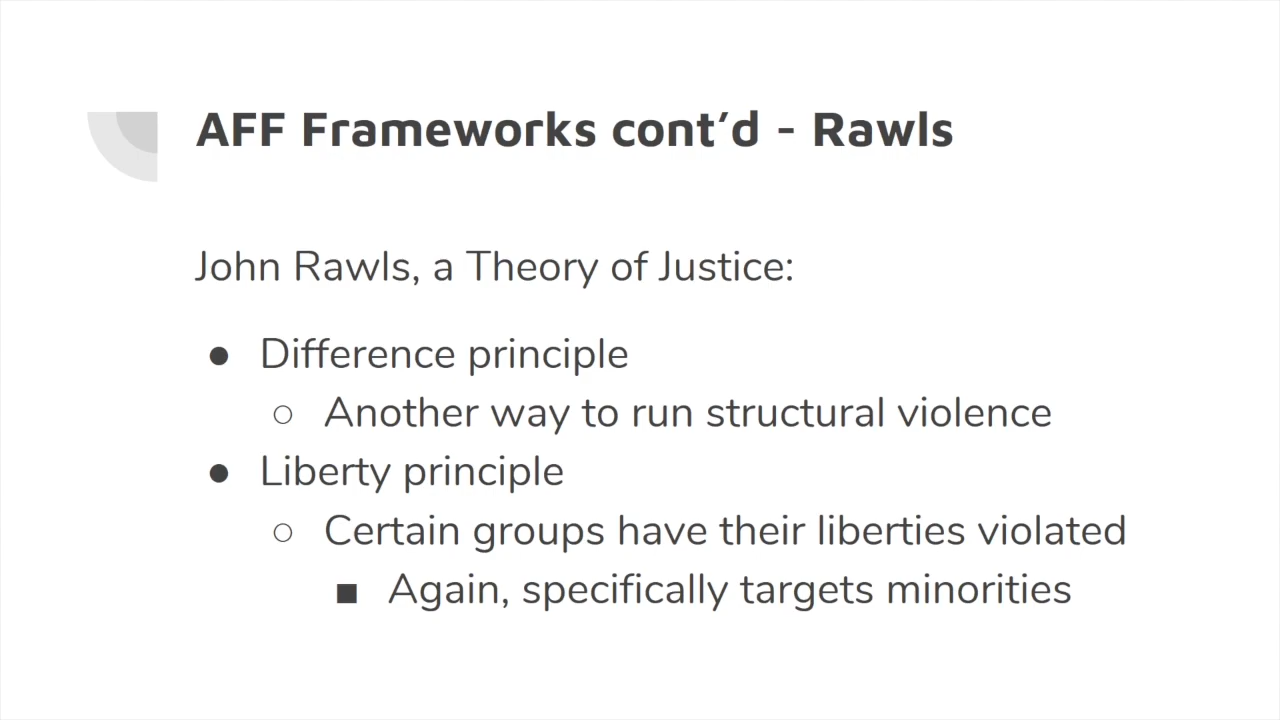 AFF Frameworks cont’d - Rawls
John Rawls, a Theory of Justice:
● Difference principle
○ Another way to run structural violence
● Liberty principle
○ Certain groups have their liberties violated
■ Again, specifically targets minorities